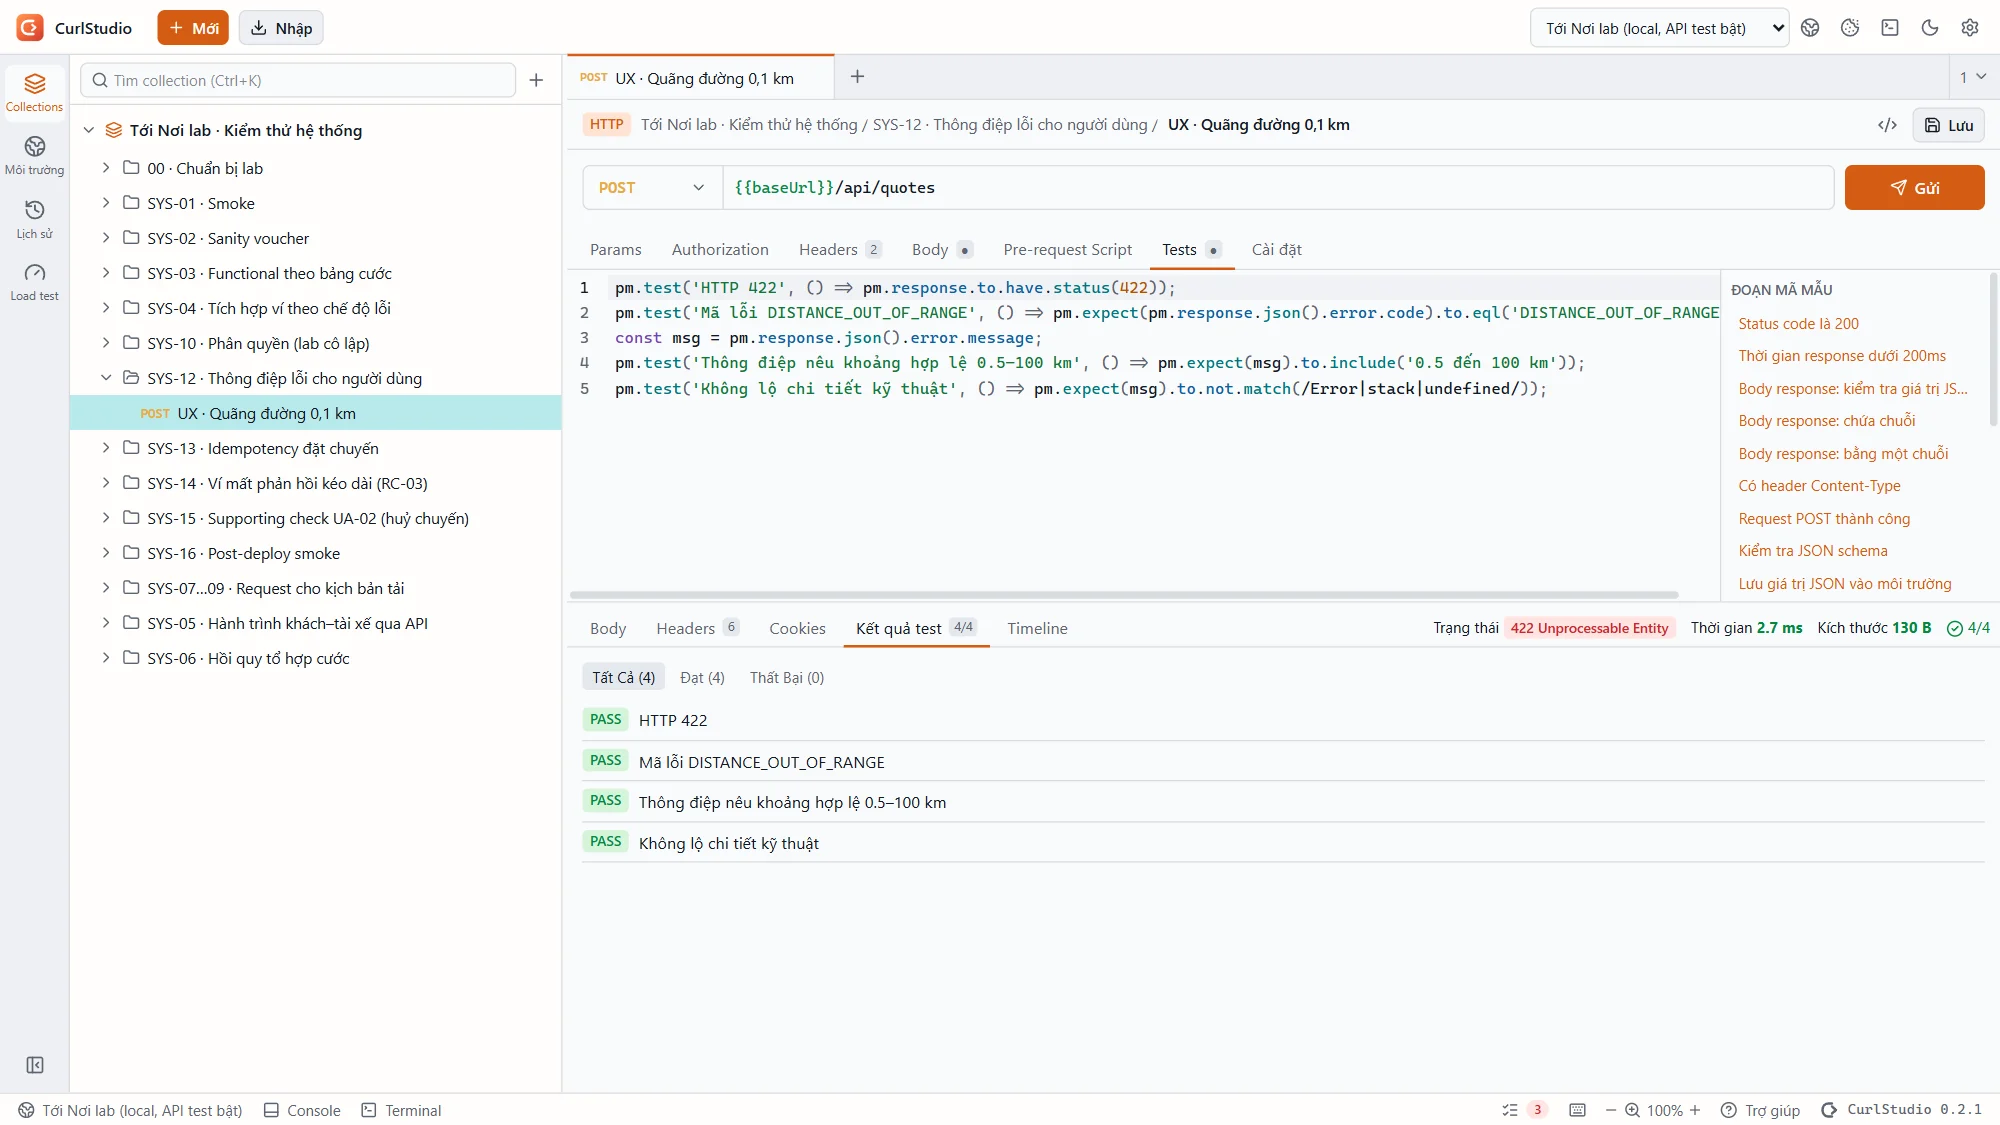 CurlStudio
Mới
Nhập
Tới Nơi lab (local, API test bật)
Collections
Môi trường
Lịch sử
Load test
Tìm collection (Ctrl+K)
Tới Nơi lab · Kiểm thử hệ thống
00 · Chuẩn bị lab
SYS-01 · Smoke
SYS-02 · Sanity voucher
SYS-03 · Functional theo bảng cước
SYS-04 · Tích hợp ví theo chế độ lỗi
SYS-10 · Phân quyền (lab cô lập)
SYS-12 · Thông điệp lỗi cho người dùng
POST UX · Quãng đường 0,1 km
SYS-13 · Idempotency đặt chuyến
SYS-14 · Ví mất phản hồi kéo dài (RC-03)
SYS-15 · Supporting check UA-02 (huỷ chuyến)
SYS-16 · Post-deploy smoke
SYS-07…09 · Request cho kịch bản tải
SYS-05 · Hành trình khách–tài xế qua API
SYS-06 · Hồi quy tổ hợp cước
POST UX · Quãng đường 0,1 km
1
HTTP Tới Nơi lab · Kiểm thử hệ thống / SYS-12 · Thông điệp lỗi cho người dùng / UX · Quãng đường 0,1 km
</> Lưu
POST {{baseUrl}}/api/quotes
Gửi
Params Authorization Headers 2 Body Pre-request Script Tests Cài đặt
1 pm.test('HTTP 422', () => pm.response.to.have.status(422));
2 pm.test('Mã lỗi DISTANCE_OUT_OF_RANGE', () => pm.expect(pm.response.json().error.code).to.eql('DISTANCE_OUT_OF_RANGE
3 const msg = pm.response.json().error.message;
4 pm.test('Thông điệp nêu khoảng hợp lệ 0.5–100 km', () => pm.expect(msg).to.include('0.5 đến 100 km'));
5 pm.test('Không lộ chi tiết kỹ thuật', () => pm.expect(msg).to.not.match(/Error|stack|undefined/));
ĐOẠN MÃ MẪU
Status code là 200
Thời gian response dưới 200ms
Body response: kiểm tra giá trị JS...
Body response: chứa chuỗi
Body response: bằng một chuỗi
Có header Content-Type
Request POST thành công
Kiểm tra JSON schema
Lưu giá trị JSON vào môi trường
Body Headers 6 Cookies Kết quả test 4/4 Timeline
Trạng thái 422 Unprocessable Entity Thời gian 2.7 ms Kích thước 130 B 4/4
Tất Cả (4) Đạt (4) Thất Bại (0)
PASS HTTP 422
PASS Mã lỗi DISTANCE_OUT_OF_RANGE
PASS Thông điệp nêu khoảng hợp lệ 0.5–100 km
PASS Không lộ chi tiết kỹ thuật
Tới Nơi lab (local, API test bật) Console Terminal
3 100% Trợ giúp CurlStudio 0.2.1